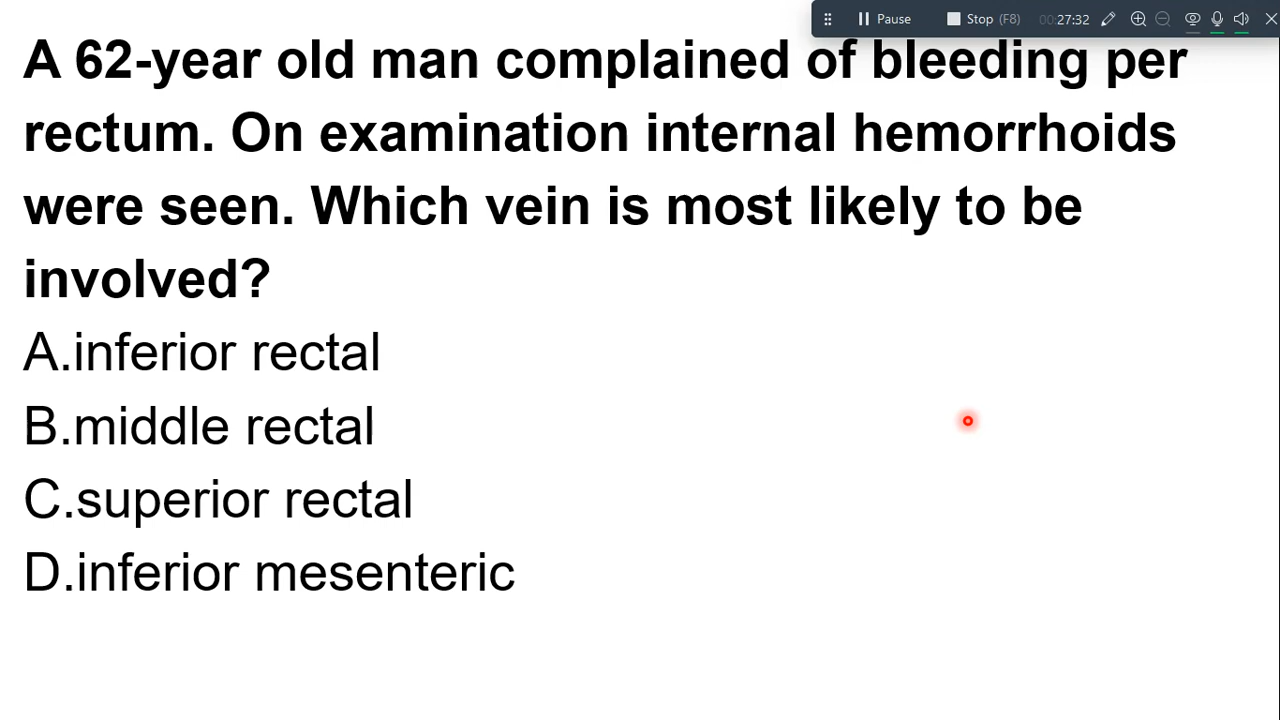 Pause Stop (F8) 00:27:32
A 62-year old man complained of bleeding per
rectum. On examination internal hemorrhoids
were seen. Which vein is most likely to be
involved?
A.inferior rectal
B.middle rectal
C.superior rectal
D.inferior mesenteric